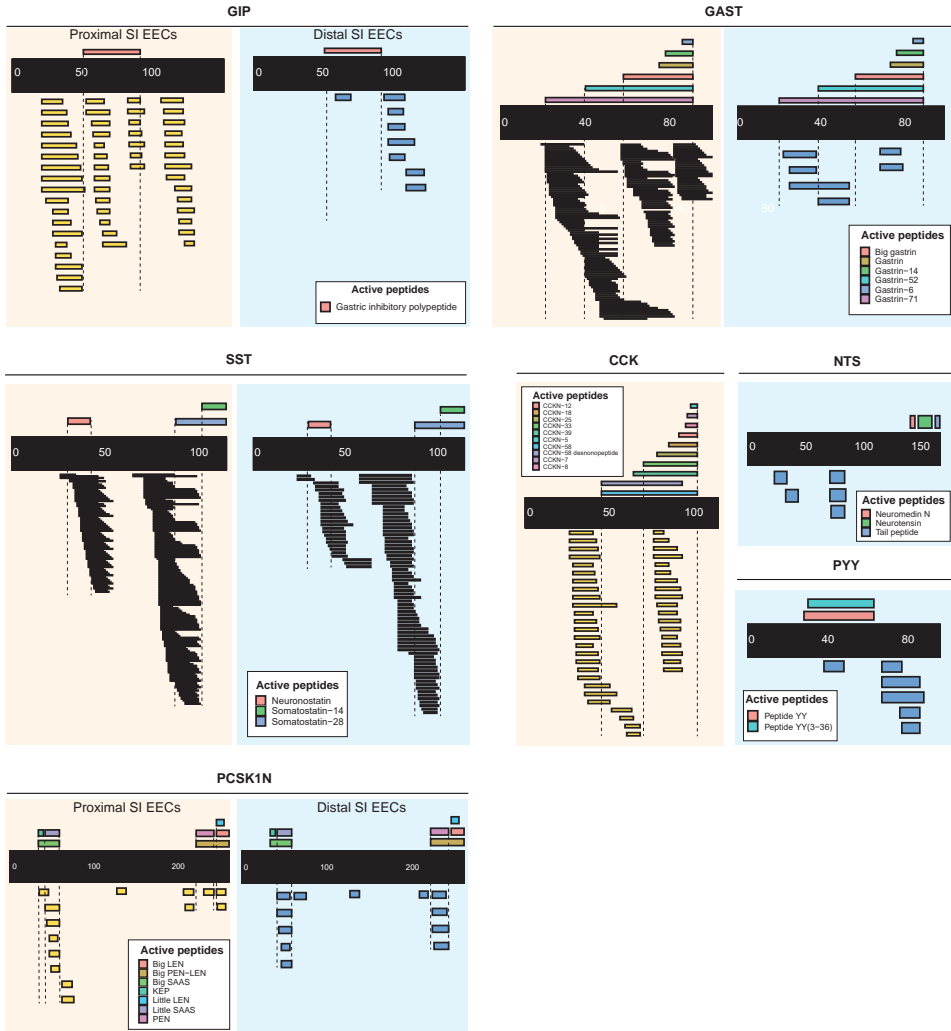 GIP
GAST
Proximal SI EECs
Distal SI EECs
0 50 100
0 50 100
0 40 80
0 40 80
80
Active peptides
Gastric inhibitory polypeptide
Active peptides
Big gastrin
Gastrin
Gastrin−14
Gastrin−52
Gastrin−6
Gastrin−71
SST
CCK
NTS
0 50 100
0 50 100
Active peptides
Neuronostatin
Somatostatin−14
Somatostatin−28
Active peptides
CCKN−12
CCKN−18
CCKN−25
CCKN−33
CCKN−39
CCKN−5
CCKN−58
CCKN−58 desnonopeptide
CCKN−7
CCKN−8
0 50 100
0 50 100 150
Active peptides
Neuromedin N
Neurotensin
Tail peptide
PYY
0 40 80
Active peptides
Peptide YY
Peptide YY(3−36)
PCSK1N
Proximal SI EECs
Distal SI EECs
0 100 200
0 100 200
Active peptides
Big LEN
Big PEN−LEN
Big SAAS
KEP
Little LEN
Little SAAS
PEN